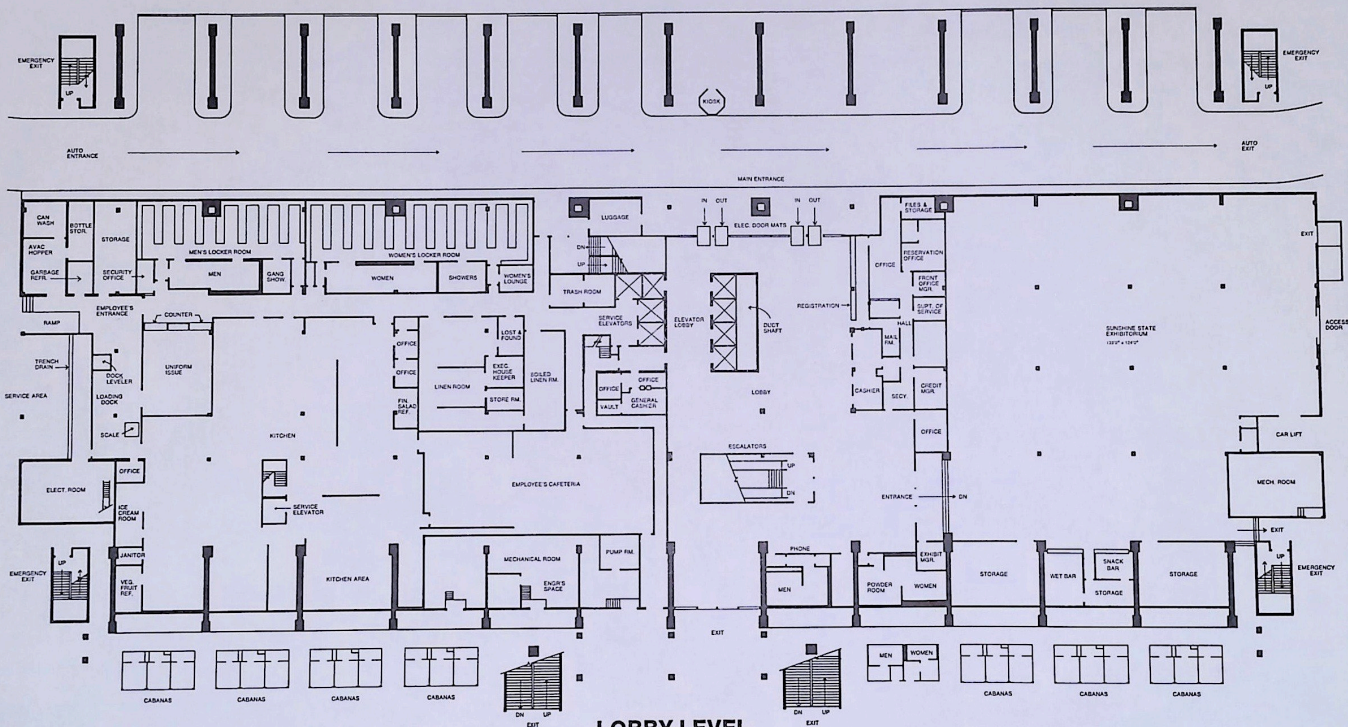 EMERGENCY
EXIT
UP
KIOSK
EMERGENCY
EXIT
UP
AUTO
ENTRANCE
AUTO
EXIT
MAIN ENTRANCE
CAN
WASH
BOTTLE
STOR.
STORAGE
AVAC
HOPPER
GARBAGE
REFR.
SECURITY
OFFICE
MEN'S LOCKER ROOM
MEN
GANG
SHOW.
WOMEN'S LOCKER ROOM
WOMEN
SHOWERS
WOMEN'S
LOUNGE
LUGGAGE
DN
UP
TRASH ROOM
IN
OUT
ELEC. DOOR MATS
IN
OUT
FILES &
STORAGE
OFFICE
RESERVATION
OFFICE
FRONT
OFFICE
MGR.
SUPT. OF
SERVICE
REGISTRATION
HALL
MAIL
RM.
CASHIER
SECY.
CREDIT
MGR.
OFFICE
EXIT
ACCESS
DOOR
SUNSHINE STATE
EXHIBITORIUM
EMPLOYEE'S
ENTRANCE
RAMP
COUNTER
TRENCH
DRAIN
DOCK
LEVELER
UNIFORM
ISSUE
SERVICE AREA
LOADING
DOCK
SCALE
KITCHEN
OFFICE
OFFICE
FIN.
SALAD
REF.
LINEN ROOM
LOST &
FOUND
EXEC.
HOUSE
KEEPER
STORE RM.
SOILED
LINEN RM.
SERVICE
ELEVATORS
ELEVATOR
LOBBY
DUCT
SHAFT
OFFICE
OFFICE
VAULT
GENERAL
CASHIER
LOBBY
ESCALATORS
UP
DN
ENTRANCE
DN
CAR LIFT
MECH. ROOM
EXIT
ELECT. ROOM
OFFICE
ICE
CREAM
ROOM
JANITOR
VEG.
FRUIT
REF.
SERVICE
ELEVATOR
KITCHEN AREA
EMPLOYEE'S CAFETERIA
MECHANICAL ROOM
PUMP RM.
ENGR'S
SPACE
PHONE
MEN
POWDER
ROOM
WOMEN
EXHIBIT
MGR.
STORAGE
WET BAR
SNACK
BAR
STORAGE
STORAGE
EMERGENCY
EXIT
UP
UP
EMERGENCY
EXIT
EXIT
CABANAS
CABANAS
CABANAS
CABANAS
DN
UP
EXIT
DN
UP
EXIT
MEN
WOMEN
CABANAS
CABANAS
CABANAS
LOBBY LEVEL